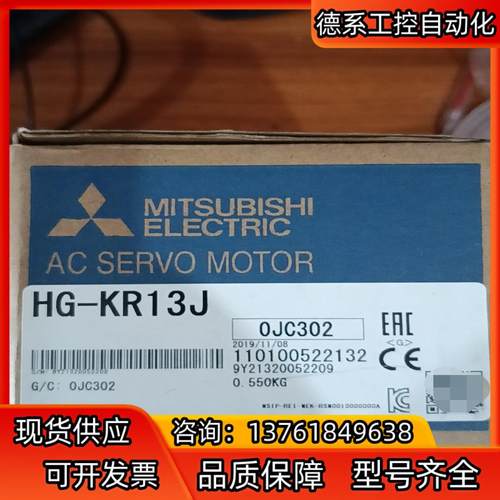 德系工控自动化
MITSUBISHI
ELECTRIC
AC SERVO MOTOR
HG-KR13J
0JC302
2019/11/08
110100522132
9Y21320052209
0.550KG
G/C: 0JC302
EAC
<G>
CE
现货供应 咨询：13761849638
可开发票 品质保障 型号齐全